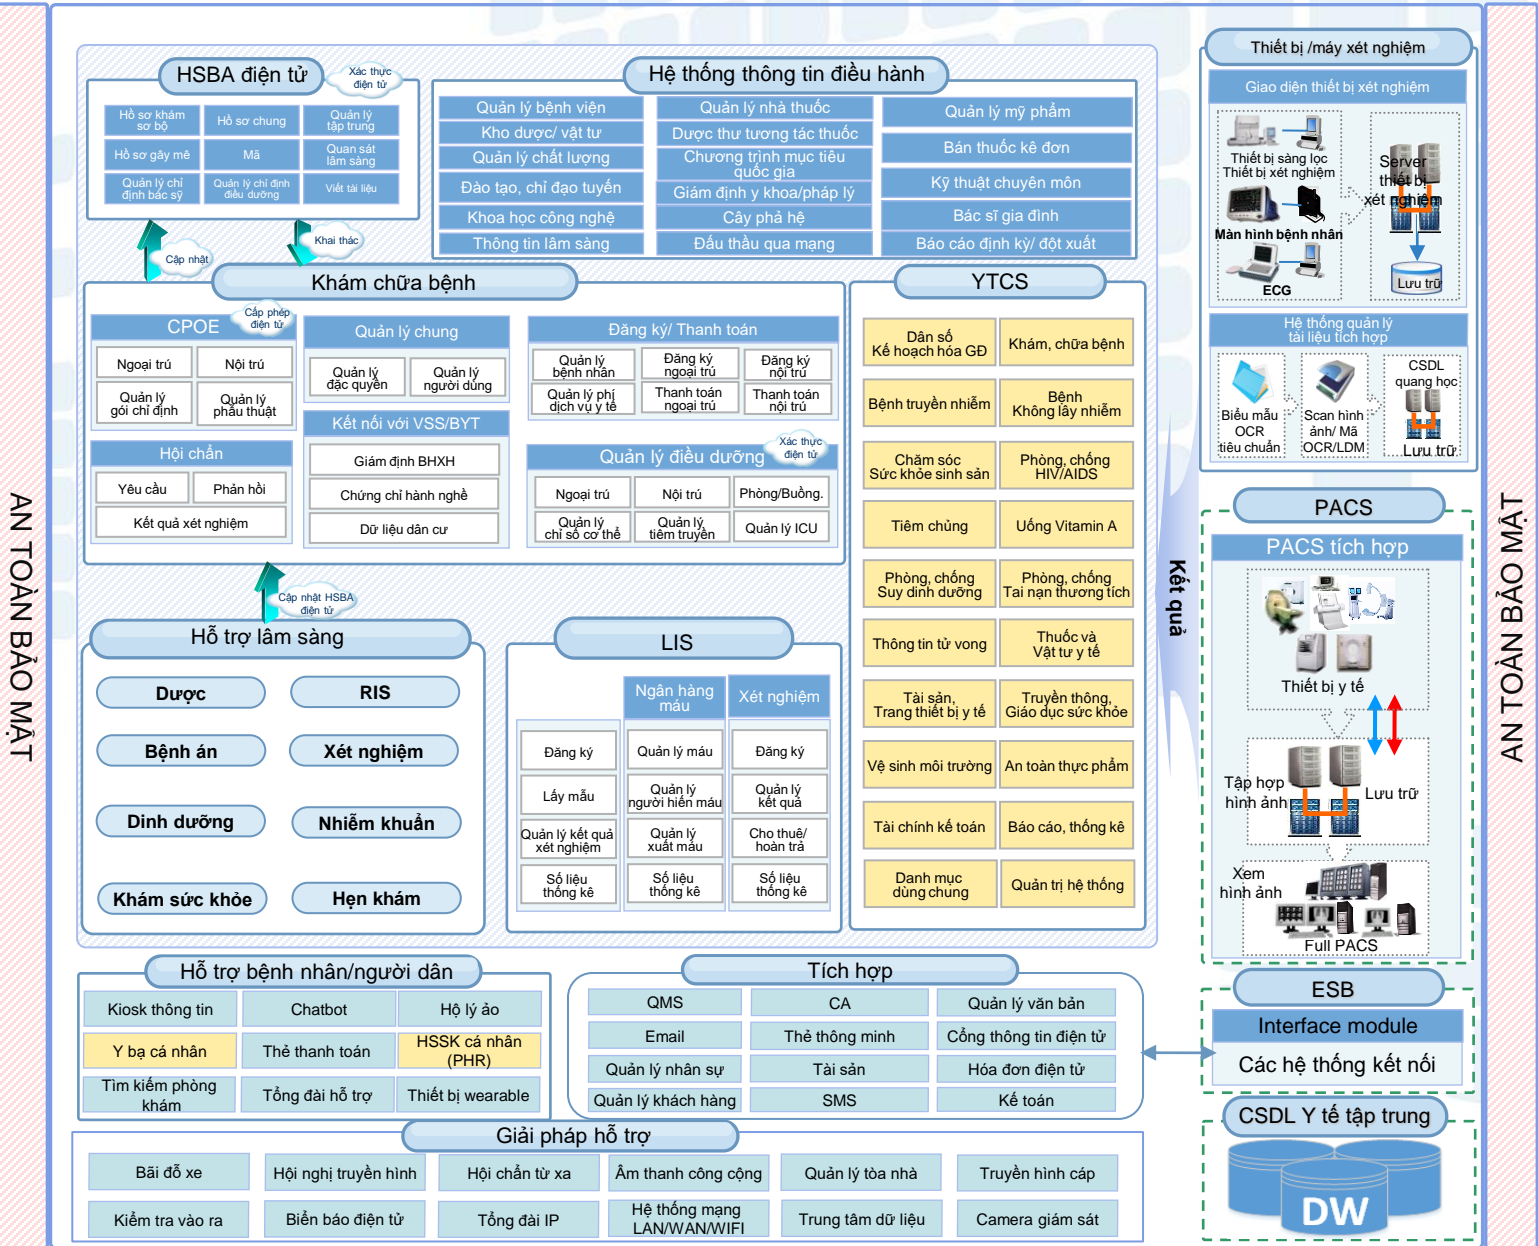 AN TOÀN BẢO MẬT
HSBA điện tử
Xác thực
điện tử
Hồ sơ khám
sơ bộ
Hồ sơ chung
Quản lý
tập trung
Hồ sơ gây mê
Mã
Quan sát
lâm sàng
Quản lý chỉ
định bác sỹ
Quản lý chỉ định
điều dưỡng
Viết tài liệu
Cập nhật
Khai thác
Hệ thống thông tin điều hành
Quản lý bệnh viện
Quản lý nhà thuốc
Quản lý mỹ phẩm
Kho dược/ vật tư
Dược thư tương tác thuốc
Bán thuốc kê đơn
Quản lý chất lượng
Chương trình mục tiêu
quốc gia
Kỹ thuật chuyên môn
Đào tạo, chỉ đạo tuyến
Giám định y khoa/pháp lý
Bác sĩ gia đình
Khoa học công nghệ
Cây phả hệ
Thông tin lâm sàng
Đấu thầu qua mạng
Báo cáo định kỳ/ đột xuất
Khám chữa bệnh
CPOE
Cấp phép
điện tử
Ngoại trú
Nội trú
Quản lý
gói chỉ định
Quản lý
phẫu thuật
Hội chẩn
Yêu cầu
Phản hồi
Kết quả xét nghiệm
Quản lý chung
Quản lý
đặc quyền
Quản lý
người dùng
Kết nối với VSS/BYT
Giám định BHXH
Chứng chỉ hành nghề
Dữ liệu dân cư
Đăng ký/ Thanh toán
Quản lý
bệnh nhân
Đăng ký
ngoại trú
Đăng ký
nội trú
Quản lý phí
dịch vụ y tế
Thanh toán
ngoại trú
Thanh toán
nội trú
Quản lý điều dưỡng
Xác thực
điện tử
Ngoại trú
Nội trú
Phòng/Buồng.
Quản lý
chỉ số cơ thể
Quản lý
tiêm truyền
Quản lý ICU
Cập nhật HSBA
điện tử
Hỗ trợ lâm sàng
Dược
RIS
Bệnh án
Xét nghiệm
Dinh dưỡng
Nhiễm khuẩn
Khám sức khỏe
Hẹn khám
LIS
Ngân hàng
máu
Xét nghiệm
Đăng ký
Quản lý máu
Đăng ký
Lấy mẫu
Quản lý
người hiến máu
Quản lý
kết quả
Quản lý kết quả
xét nghiệm
Quản lý
xuất máu
Cho thuê/
hoàn trả
Số liệu
thống kê
Số liệu
thống kê
Số liệu
thống kê
YTCS
Dân số
Kế hoạch hóa GĐ
Khám, chữa bệnh
Bệnh truyền nhiễm
Bệnh
Không lây nhiễm
Chăm sóc
Sức khỏe sinh sản
Phòng, chống
HIV/AIDS
Tiêm chủng
Uống Vitamin A
Phòng, chống
Suy dinh dưỡng
Phòng, chống
Tai nạn thương tích
Thông tin tử vong
Thuốc và
Vật tư y tế
Tài sản,
Trang thiết bị y tế
Truyền thông,
Giáo dục sức khỏe
Vệ sinh môi trường
An toàn thực phẩm
Tài chính kế toán
Báo cáo, thống kê
Danh mục
dùng chung
Quản trị hệ thống
Kết quả
Thiết bị /máy xét nghiệm
Giao diện thiết bị xét nghiệm
Thiết bị sàng lọc
Thiết bị xét nghiệm
Màn hình bệnh nhân
ECG
Server
thiết bị
xét nghiệm
Lưu trữ
Hệ thống quản lý
tài liệu tích hợp
Biểu mẫu
OCR
tiêu chuẩn
Scan hình
ảnh/ Mã
OCR/LDM
CSDL
quang học
Lưu trữ
PACS
PACS tích hợp
Thiết bị y tế
Tập hợp
hình ảnh
Lưu trữ
Xem
hình ảnh
Full PACS
ESB
Interface module
Các hệ thống kết nối
CSDL Y tế tập trung
DW
Hỗ trợ bệnh nhân/người dân
Kiosk thông tin
Chatbot
Hộ lý ảo
Y bạ cá nhân
Thẻ thanh toán
HSSK cá nhân
(PHR)
Tìm kiếm phòng
khám
Tổng đài hỗ trợ
Thiết bị wearable
Tích hợp
QMS
CA
Quản lý văn bản
Email
Thẻ thông minh
Cổng thông tin điện tử
Quản lý nhân sự
Tài sản
Hóa đơn điện tử
Quản lý khách hàng
SMS
Kế toán
Giải pháp hỗ trợ
Bãi đỗ xe
Hội nghị truyền hình
Hội chẩn từ xa
Âm thanh công cộng
Quản lý tòa nhà
Truyền hình cáp
Kiểm tra vào ra
Biển báo điện tử
Tổng đài IP
Hệ thống mạng
LAN/WAN/WIFI
Trung tâm dữ liệu
Camera giám sát
AN TOÀN BẢO MẬT